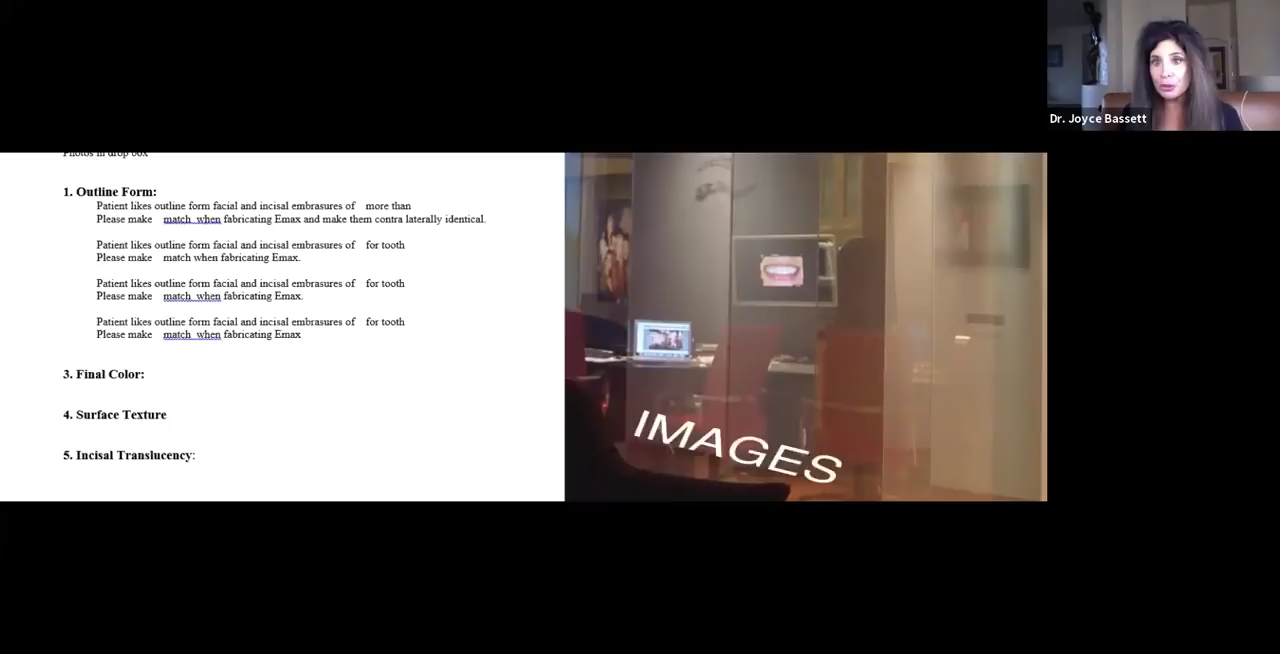 Photos in drop box
1. Outline Form:
Patient likes outline form facial and incisal embrasures of more than
Please make match when fabricating Emax and make them contra laterally identical.
Patient likes outline form facial and incisal embrasures of for tooth
Please make match when fabricating Emax.
Patient likes outline form facial and incisal embrasures of for tooth
Please make match when fabricating Emax.
Patient likes outline form facial and incisal embrasures of for tooth
Please make match when fabricating Emax
3. Final Color:
4. Surface Texture
5. Incisal Translucency:
IMAGES
Dr. Joyce Bassett